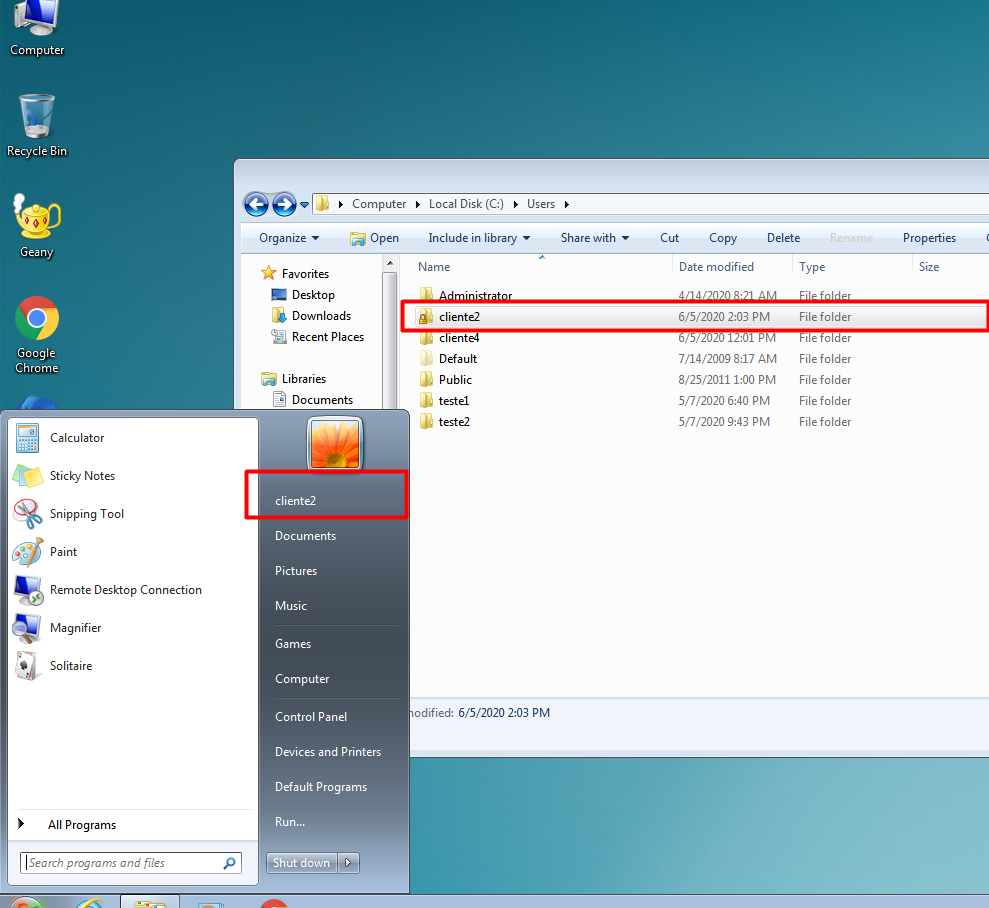 Computer
Recycle Bin
Geany
Google
Chrome
Computer Local Disk (C:) Users
Organize Open Include in library Share with Cut Copy Delete Rename Properties
Favorites
Desktop
Downloads
Recent Places
Libraries
Documents
Name Date modified Type Size
Administrator 4/14/2020 8:21 AM File folder
cliente2 6/5/2020 2:03 PM File folder
cliente4 6/5/2020 12:01 PM File folder
Default 7/14/2009 8:17 AM File folder
Public 8/25/2011 1:00 PM File folder
teste1 5/7/2020 6:40 PM File folder
teste2 5/7/2020 9:43 PM File folder
modified: 6/5/2020 2:03 PM
Calculator
Sticky Notes
Snipping Tool
Paint
Remote Desktop Connection
Magnifier
Solitaire
All Programs
Search programs and files
cliente2
Documents
Pictures
Music
Games
Computer
Control Panel
Devices and Printers
Default Programs
Run...
Shut down